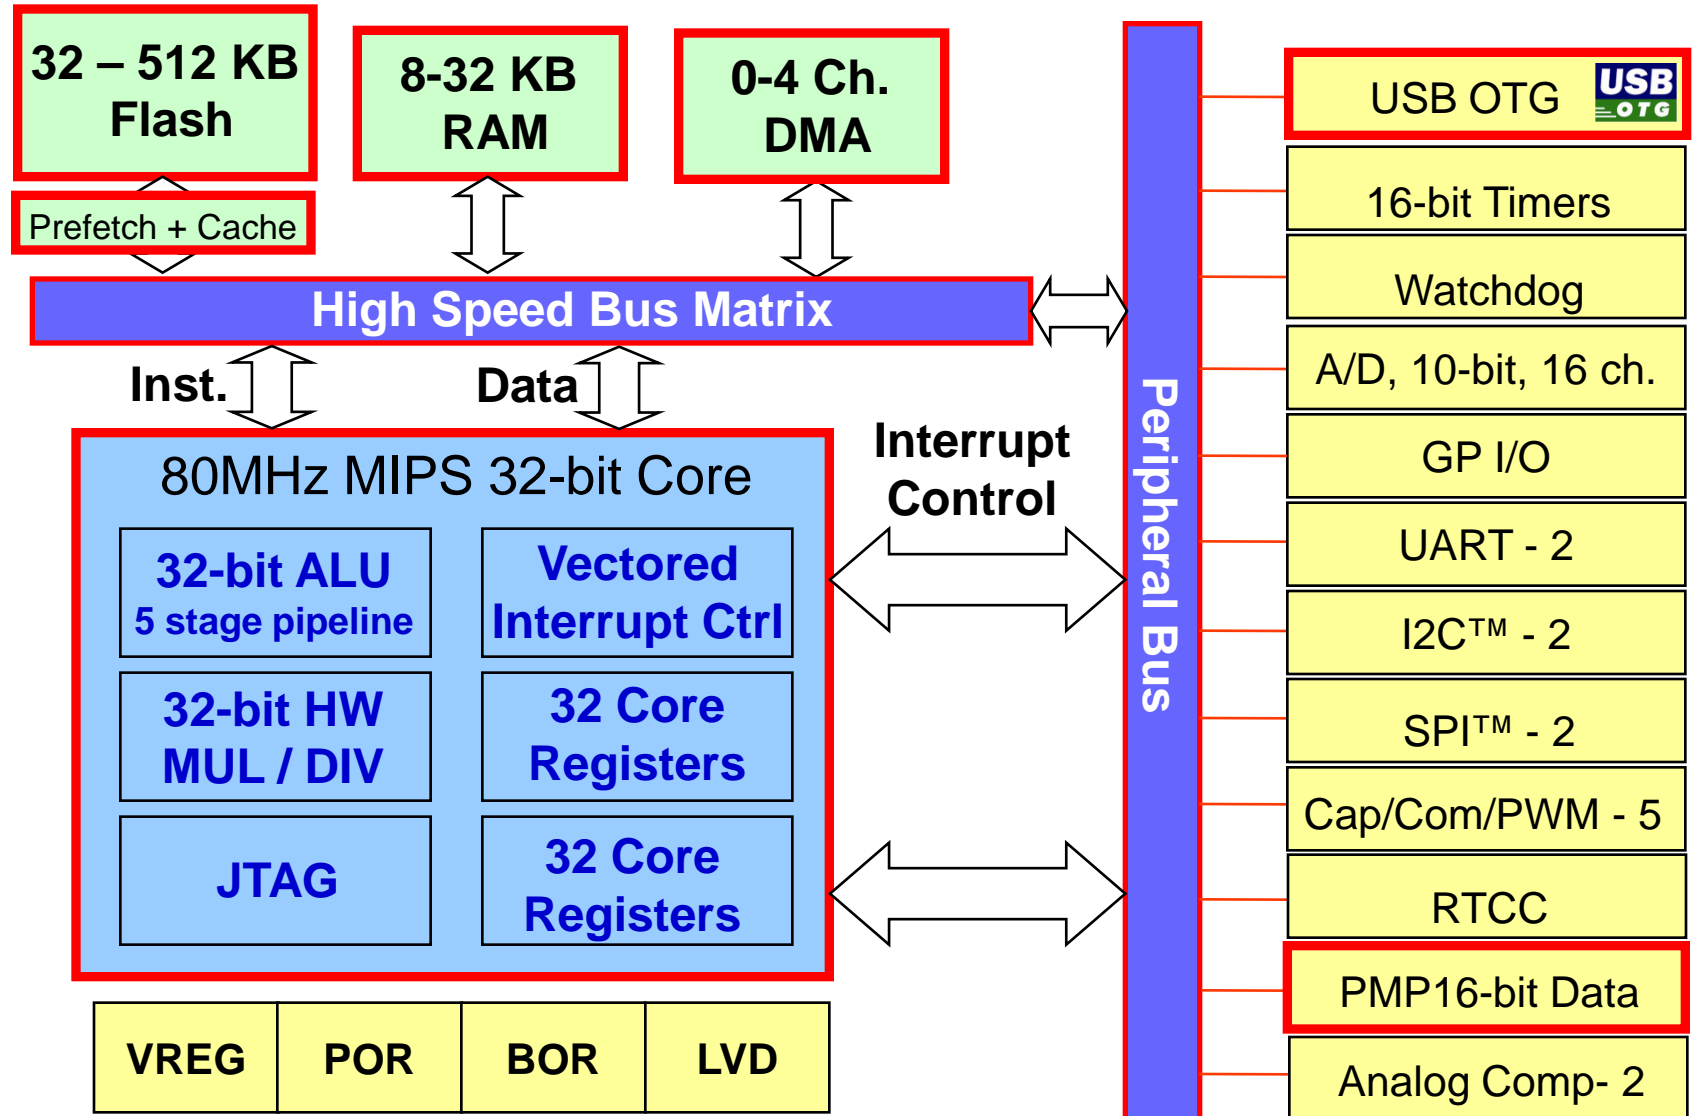 32 – 512 KB
Flash
8-32 KB
RAM
0-4 Ch.
DMA
Prefetch + Cache
High Speed Bus Matrix
Inst.
Data
80MHz MIPS 32-bit Core
32-bit ALU
5 stage pipeline
Vectored
Interrupt Ctrl
32-bit HW
MUL / DIV
32 Core
Registers
JTAG
32 Core
Registers
VREG
POR
BOR
LVD
Interrupt
Control
Peripheral Bus
USB OTG
USB
OTG
16-bit Timers
Watchdog
A/D, 10-bit, 16 ch.
GP I/O
UART - 2
I2C™ - 2
SPI™ - 2
Cap/Com/PWM - 5
RTCC
PMP16-bit Data
Analog Comp- 2